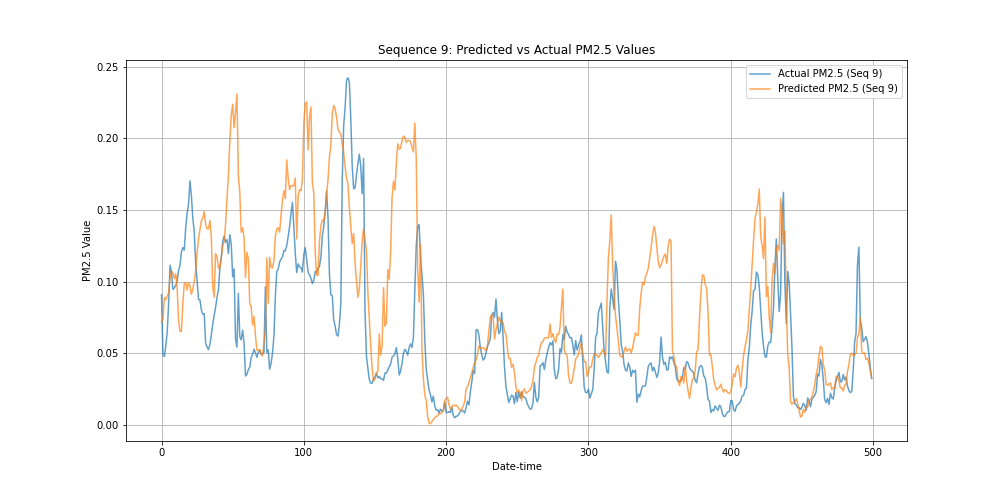 Sequence 9: Predicted vs Actual PM2.5 Values
Actual PM2.5 (Seq 9)
Predicted PM2.5 (Seq 9)
PM2.5 Value
0.25
0.20
0.15
0.10
0.05
0.00
0 100 200 300 400 500
Date-time